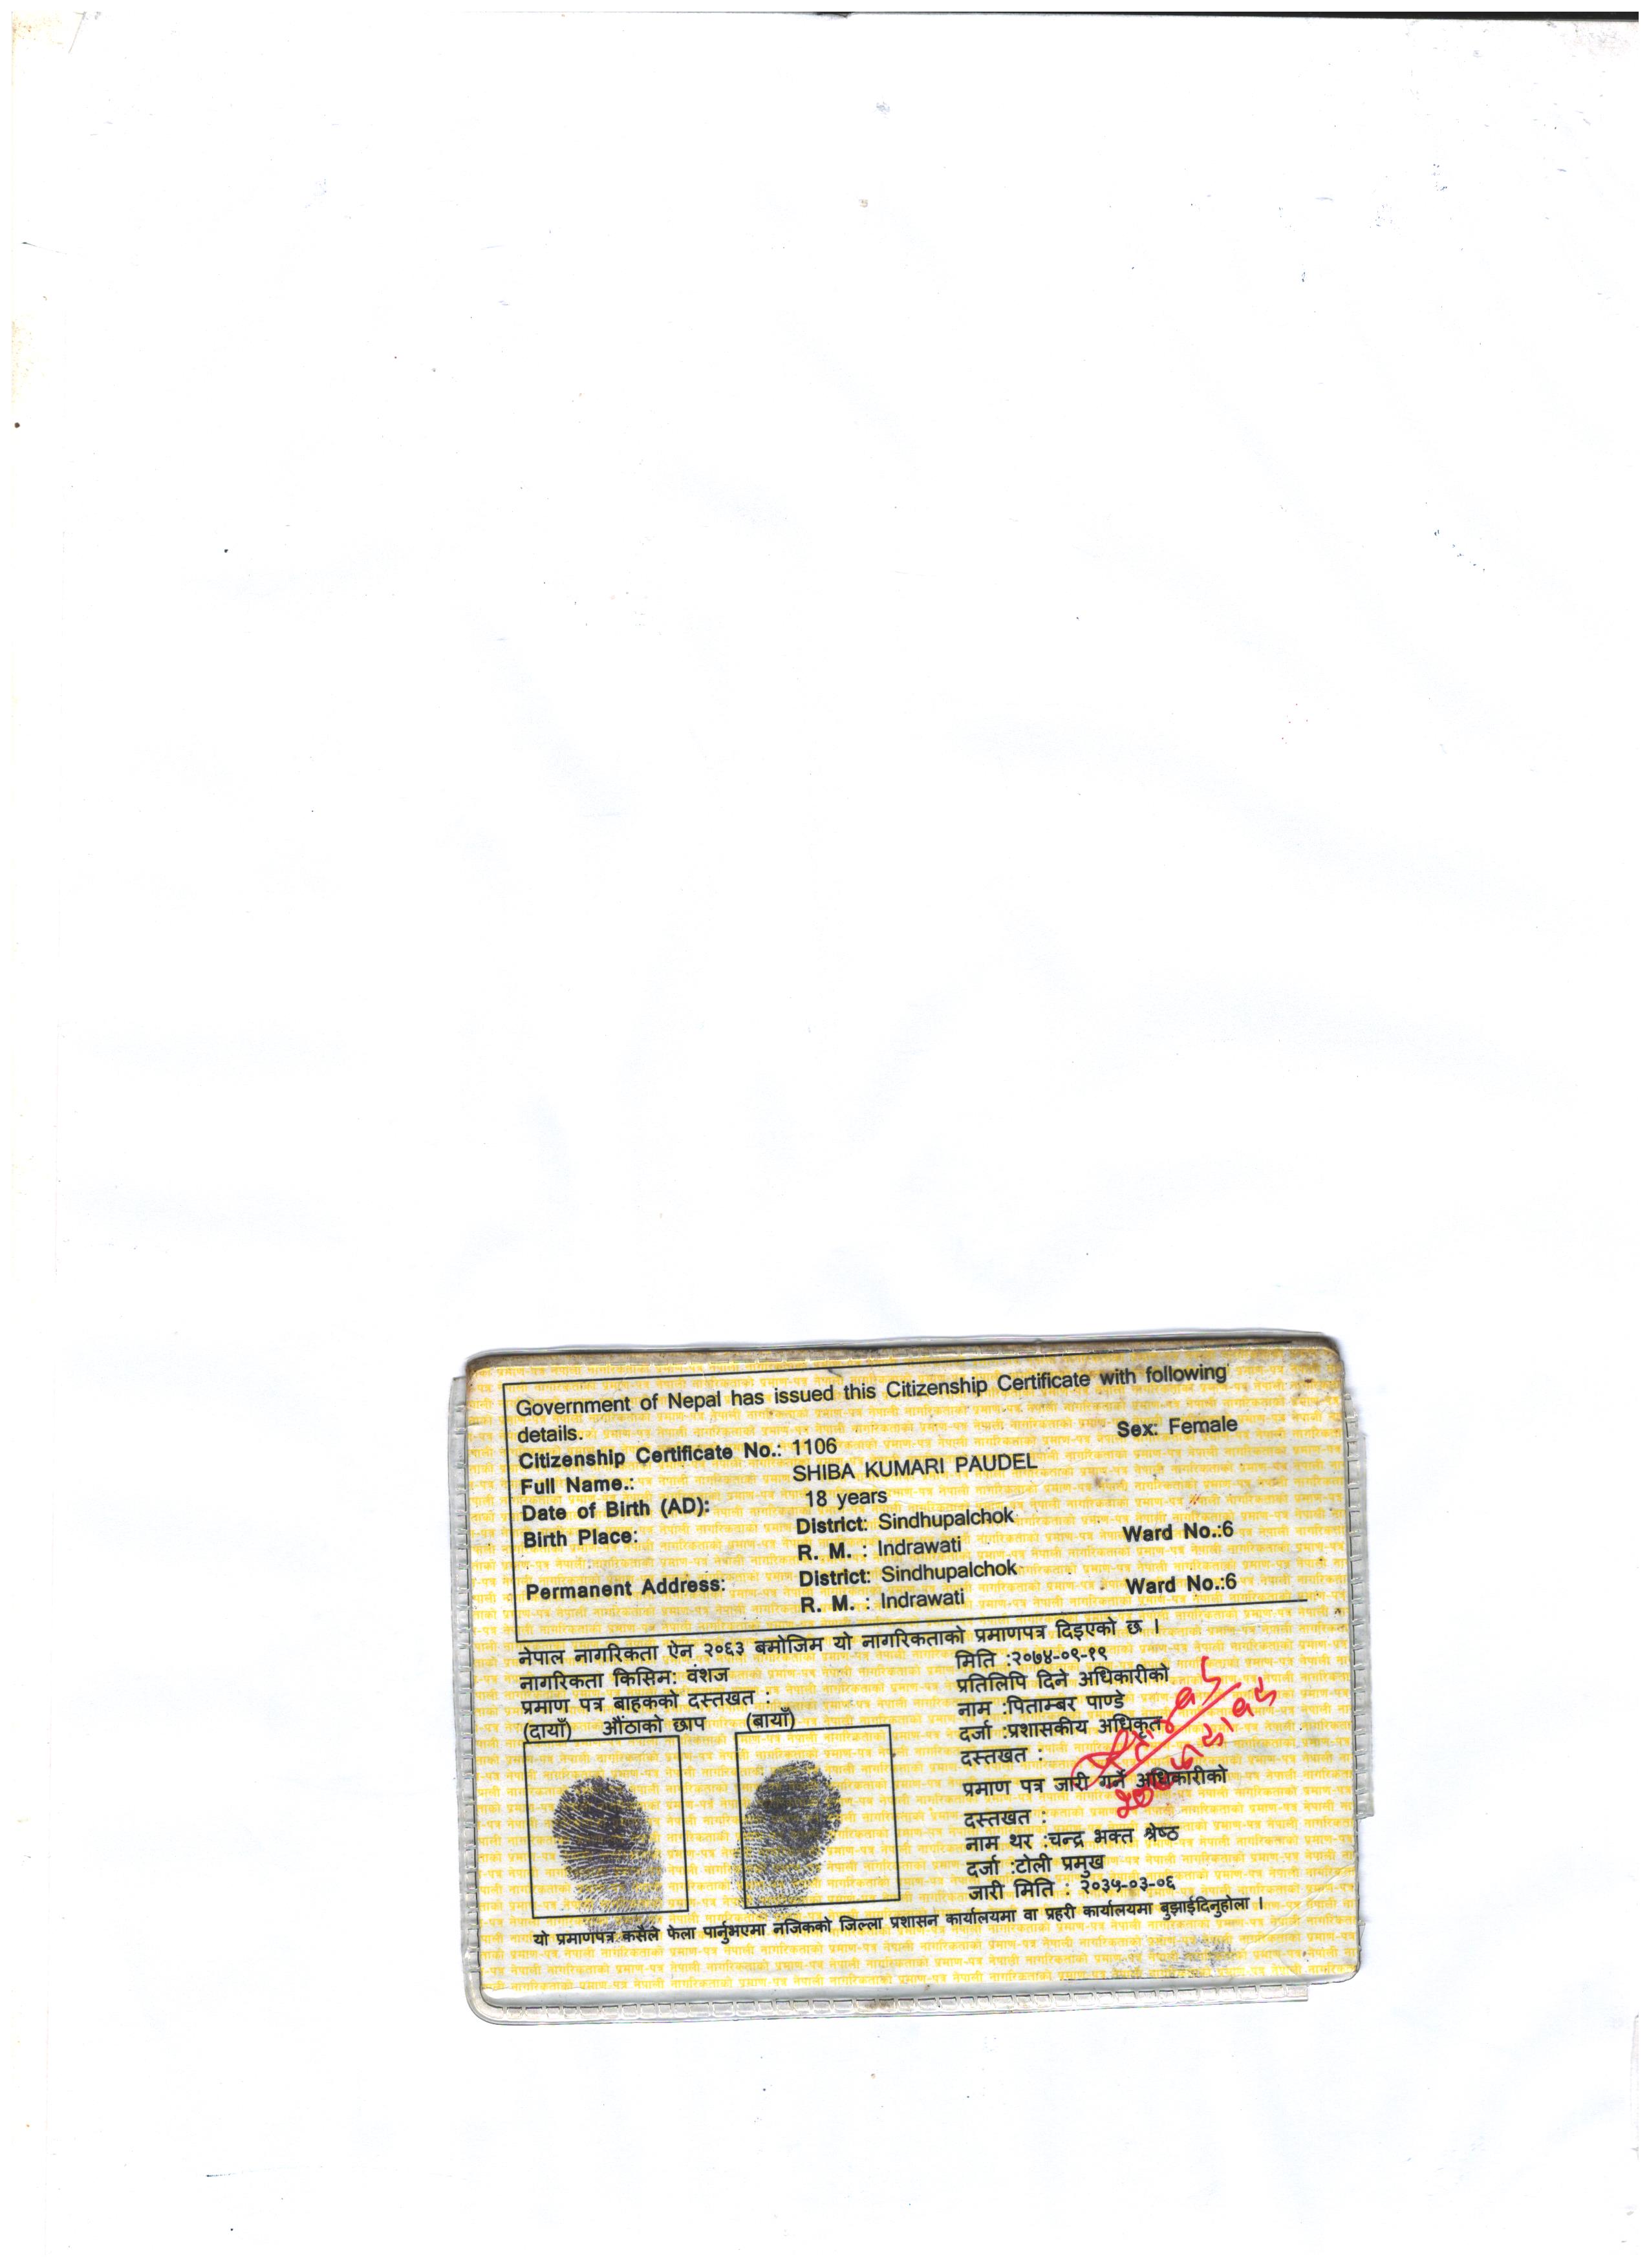 Government of Nepal has issued this Citizenship Certificate with following
details.
Citizenship Certificate No.: 1106 Sex: Female
Full Name.: SHIBA KUMARI PAUDEL
Date of Birth (AD): 18 years
Birth Place: District: Sindhupalchok
R. M. : Indrawati Ward No.:6
Permanent Address: District: Sindhupalchok
R. M. : Indrawati Ward No.:6
नेपाल नागरिकता ऐन २०६३ बमोजिम यो नागरिकताको प्रमाणपत्र दिइएको छ ।
नागरिकता किसिम: वंशज
प्रमाण पत्र बाहकको दस्तखत :
(दायाँ) औंठाको छाप (बायाँ)
मिति :२०७४-०९-१९
प्रतिलिपि दिने अधिकारीको
नाम :पिताम्बर पाण्डे
दर्जा :प्रशासकीय अधिकृत
दस्तखत :
प्रमाण पत्र जारी गर्ने अधिकारीको
दस्तखत :
नाम थर :चन्द्र भक्त श्रेष्ठ
दर्जा :टोली प्रमुख
जारी मिति : २०३५-०३-०६
यो प्रमाणपत्र कसैले फेला पार्नुभएमा नजिकको जिल्ला प्रशासन कार्यालयमा वा प्रहरी कार्यालयमा बुझाईदिनुहोला ।